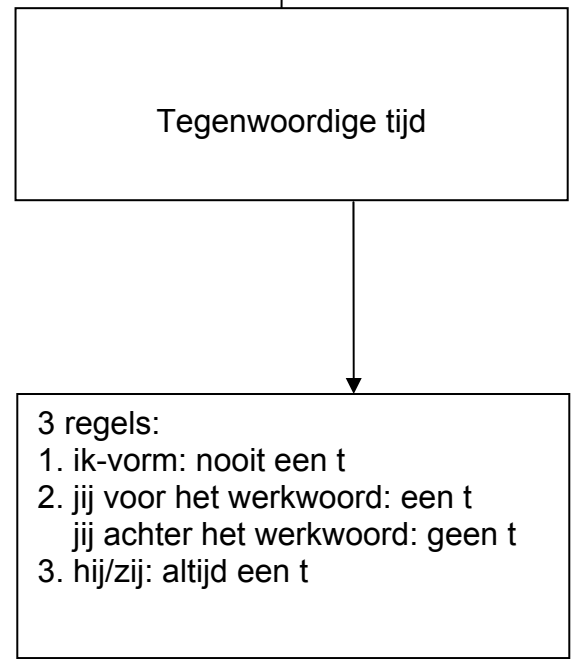 Tegenwoordige tijd
3 regels:
1. ik-vorm: nooit een t
2. jij voor het werkwoord: een t
jij achter het werkwoord: geen t
3. hij/zij: altijd een t